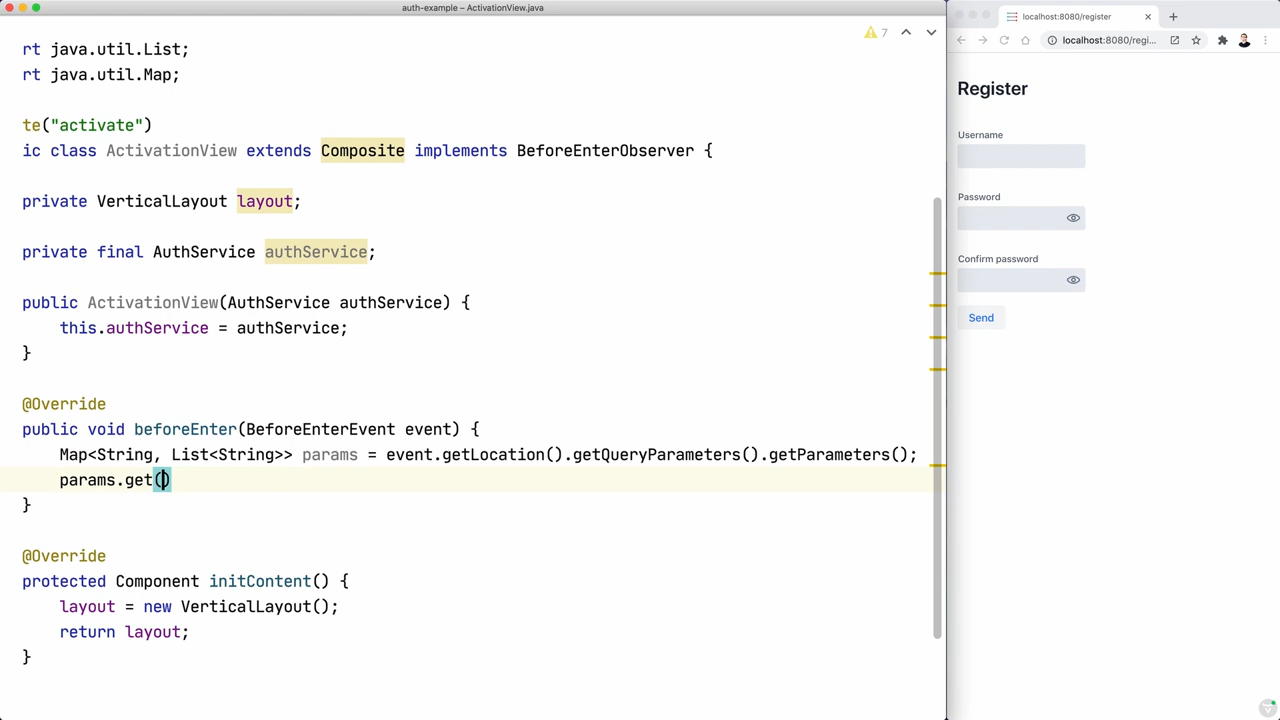 auth-example – ActivationView.java
7
rt java.util.List;
rt java.util.Map;
te("activate")
ic class ActivationView extends Composite implements BeforeEnterObserver {
private VerticalLayout layout;
private final AuthService authService;
public ActivationView(AuthService authService) {
this.authService = authService;
}
@Override
public void beforeEnter(BeforeEnterEvent event) {
Map<String, List<String>> params = event.getLocation().getQueryParameters().getParameters();
params.get()
}
@Override
protected Component initContent() {
layout = new VerticalLayout();
return layout;
}
localhost:8080/register
localhost:8080/regi...
Register
Username
Password
Confirm password
Send